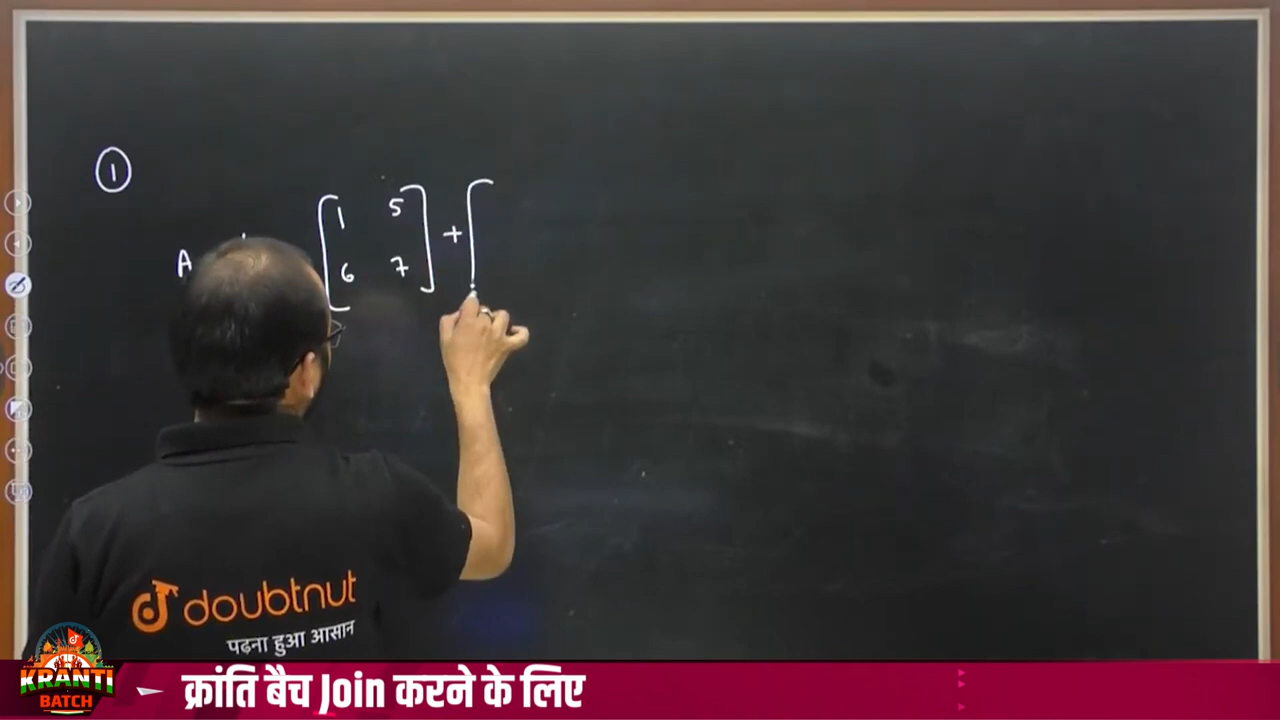 1
1 5
A
+
6 7
doubtnut
पढ़ना हुआ आसान
KRANTI
BATCH
क्रांति बैच Join करने के लिए